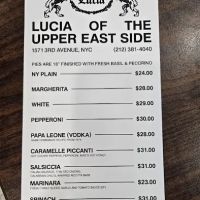 Lucia
LUCIA OF THE
UPPER EAST SIDE
1571 3RD AVENUE, NYC (212) 381-4040
PIES ARE 18" FINISHED WITH FRESH BASIL & PECORINO
NY PLAIN $24.00
MARGHERITA $28.00
WHITE $29.00
PEPPERONI $30.00
PAPA LEONE (VODKA) $28.00
CARAMELLE PICCANTI $31.00
SALSICCIA $31.00
MARINARA $23.00
SPINACH $31.00